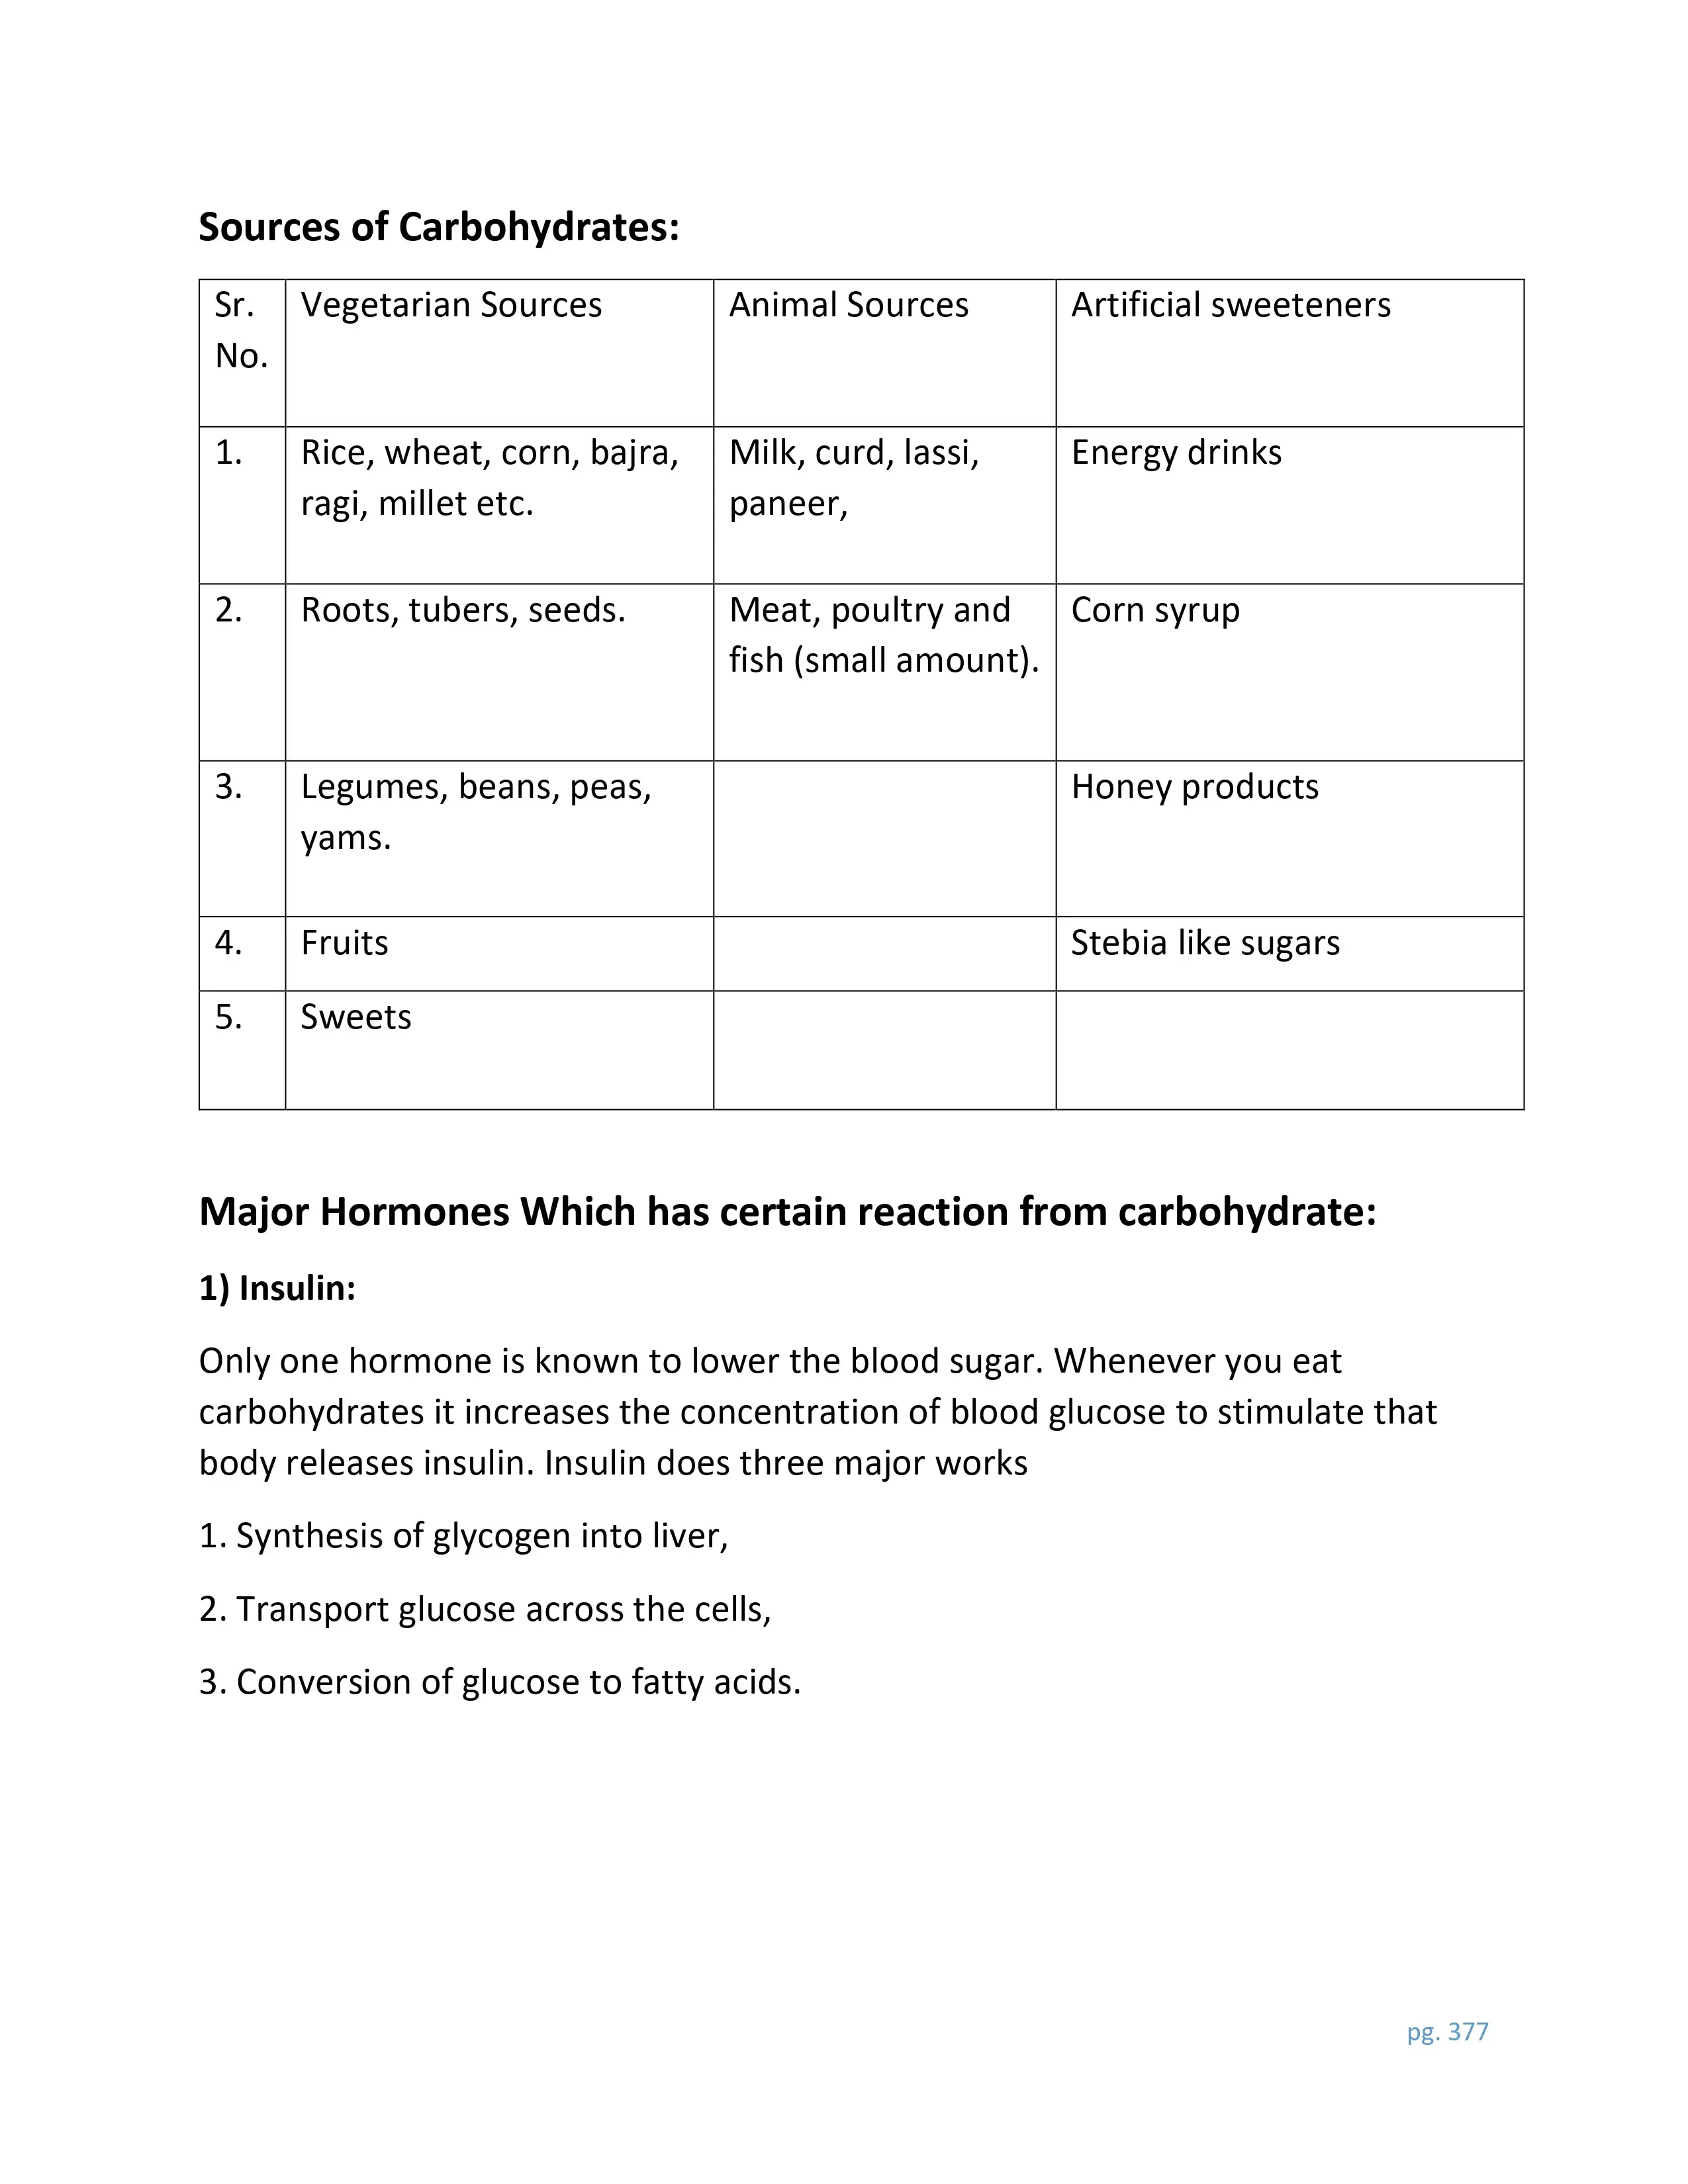 Sources of Carbohydrates:
Sr. No. Vegetarian Sources Animal Sources Artificial sweeteners
1. Rice, wheat, corn, bajra, ragi, millet etc. Milk, curd, lassi, paneer, Energy drinks
2. Roots, tubers, seeds. Meat, poultry and fish (small amount). Corn syrup
3. Legumes, beans, peas, yams. Honey products
4. Fruits Stebia like sugars
5. Sweets
Major Hormones Which has certain reaction from carbohydrate:
1) Insulin:
Only one hormone is known to lower the blood sugar. Whenever you eat
carbohydrates it increases the concentration of blood glucose to stimulate that
body releases insulin. Insulin does three major works
1. Synthesis of glycogen into liver,
2. Transport glucose across the cells,
3. Conversion of glucose to fatty acids.
pg. 377